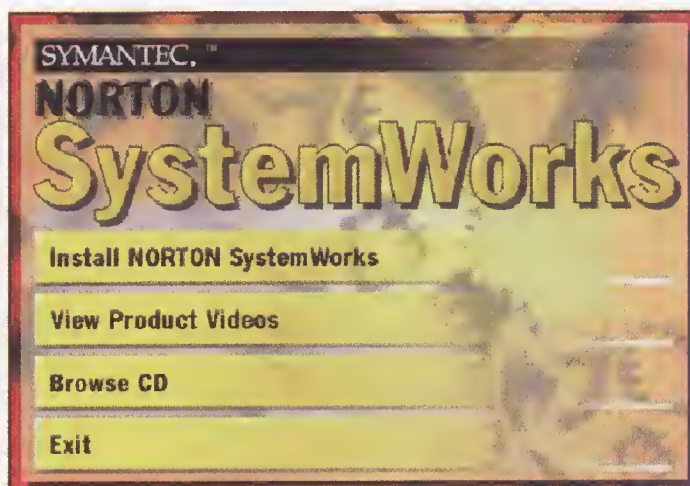 SYMANTEC.™
NORTON
SystemWorks
Install NORTON SystemWorks
View Product Videos
Browse CD
Exit